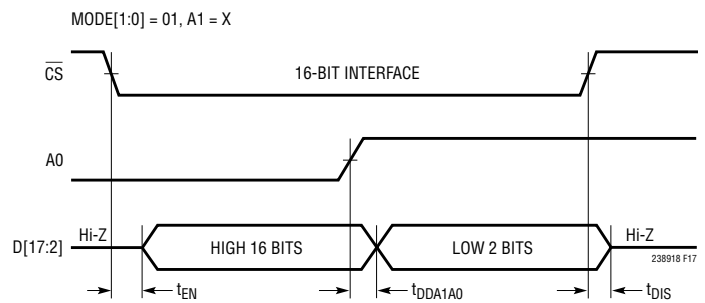 MODE[1:0] = 01, A1 = X
CS
16-BIT INTERFACE
A0
D[17:2]
Hi-Z
HIGH 16 BITS
LOW 2 BITS
Hi-Z
238918 F17
tEN
tDDA1A0
tDIS